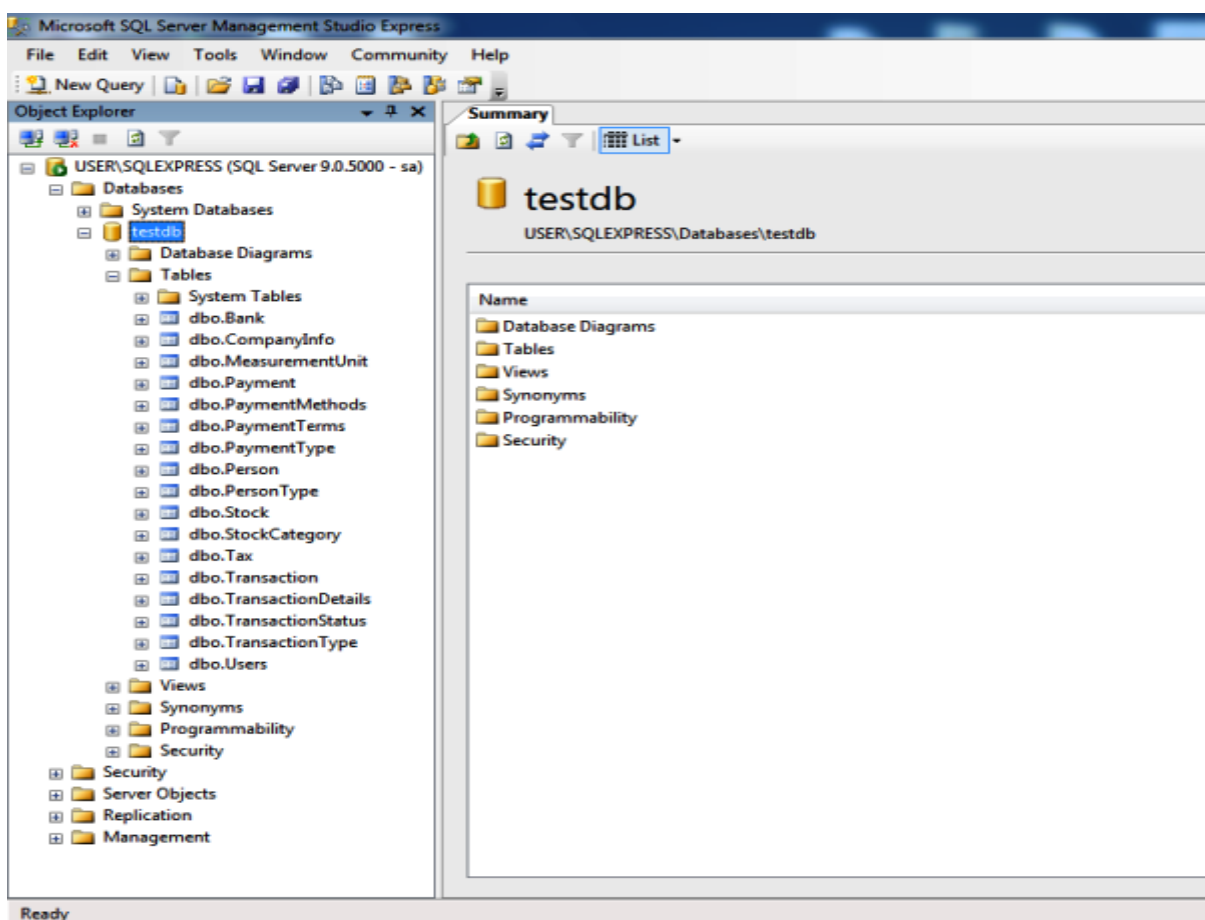 Microsoft SQL Server Management Studio Express
File Edit View Tools Window Community Help
New Query
Object Explorer
USER\SQLEXPRESS (SQL Server 9.0.5000 - sa)
Databases
System Databases
testdb
Database Diagrams
Tables
System Tables
dbo.Bank
dbo.CompanyInfo
dbo.MeasurementUnit
dbo.Payment
dbo.PaymentMethods
dbo.PaymentTerms
dbo.PaymentType
dbo.Person
dbo.PersonType
dbo.Stock
dbo.StockCategory
dbo.Tax
dbo.Transaction
dbo.TransactionDetails
dbo.TransactionStatus
dbo.TransactionType
dbo.Users
Views
Synonyms
Programmability
Security
Security
Server Objects
Replication
Management
Summary
List
testdb
USER\SQLEXPRESS\Databases\testdb
Name
Database Diagrams
Tables
Views
Synonyms
Programmability
Security
Ready